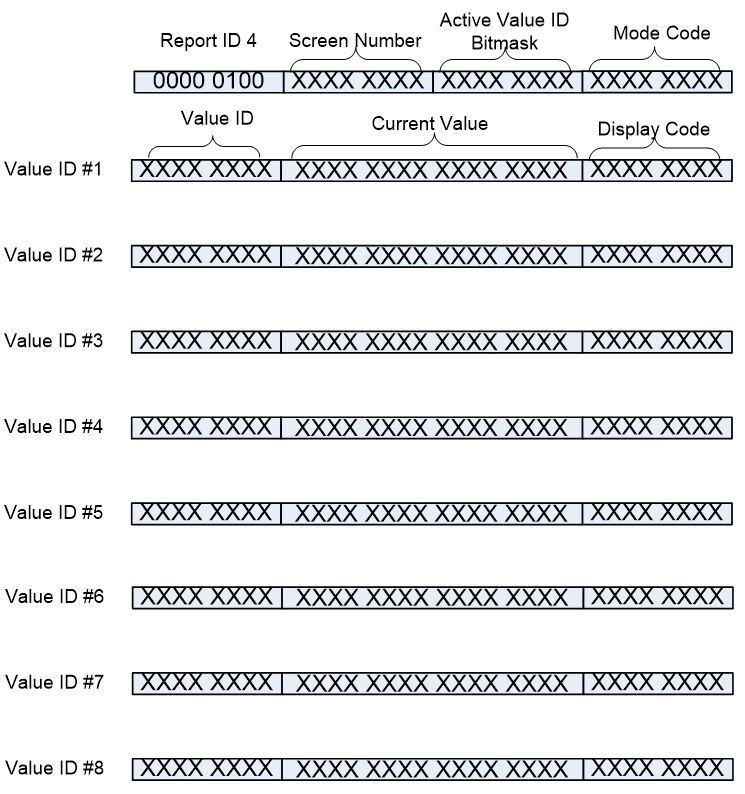 Report ID 4 Screen Number Active Value ID Bitmask Mode Code
0000 0100 XXXX XXXX XXXX XXXX XXXX XXXX
Value ID Current Value Display Code
Value ID #1 XXXX XXXX XXXX XXXX XXXX XXXX XXXX XXXX
Value ID #2 XXXX XXXX XXXX XXXX XXXX XXXX XXXX XXXX
Value ID #3 XXXX XXXX XXXX XXXX XXXX XXXX XXXX XXXX
Value ID #4 XXXX XXXX XXXX XXXX XXXX XXXX XXXX XXXX
Value ID #5 XXXX XXXX XXXX XXXX XXXX XXXX XXXX XXXX
Value ID #6 XXXX XXXX XXXX XXXX XXXX XXXX XXXX XXXX
Value ID #7 XXXX XXXX XXXX XXXX XXXX XXXX XXXX XXXX
Value ID #8 XXXX XXXX XXXX XXXX XXXX XXXX XXXX XXXX